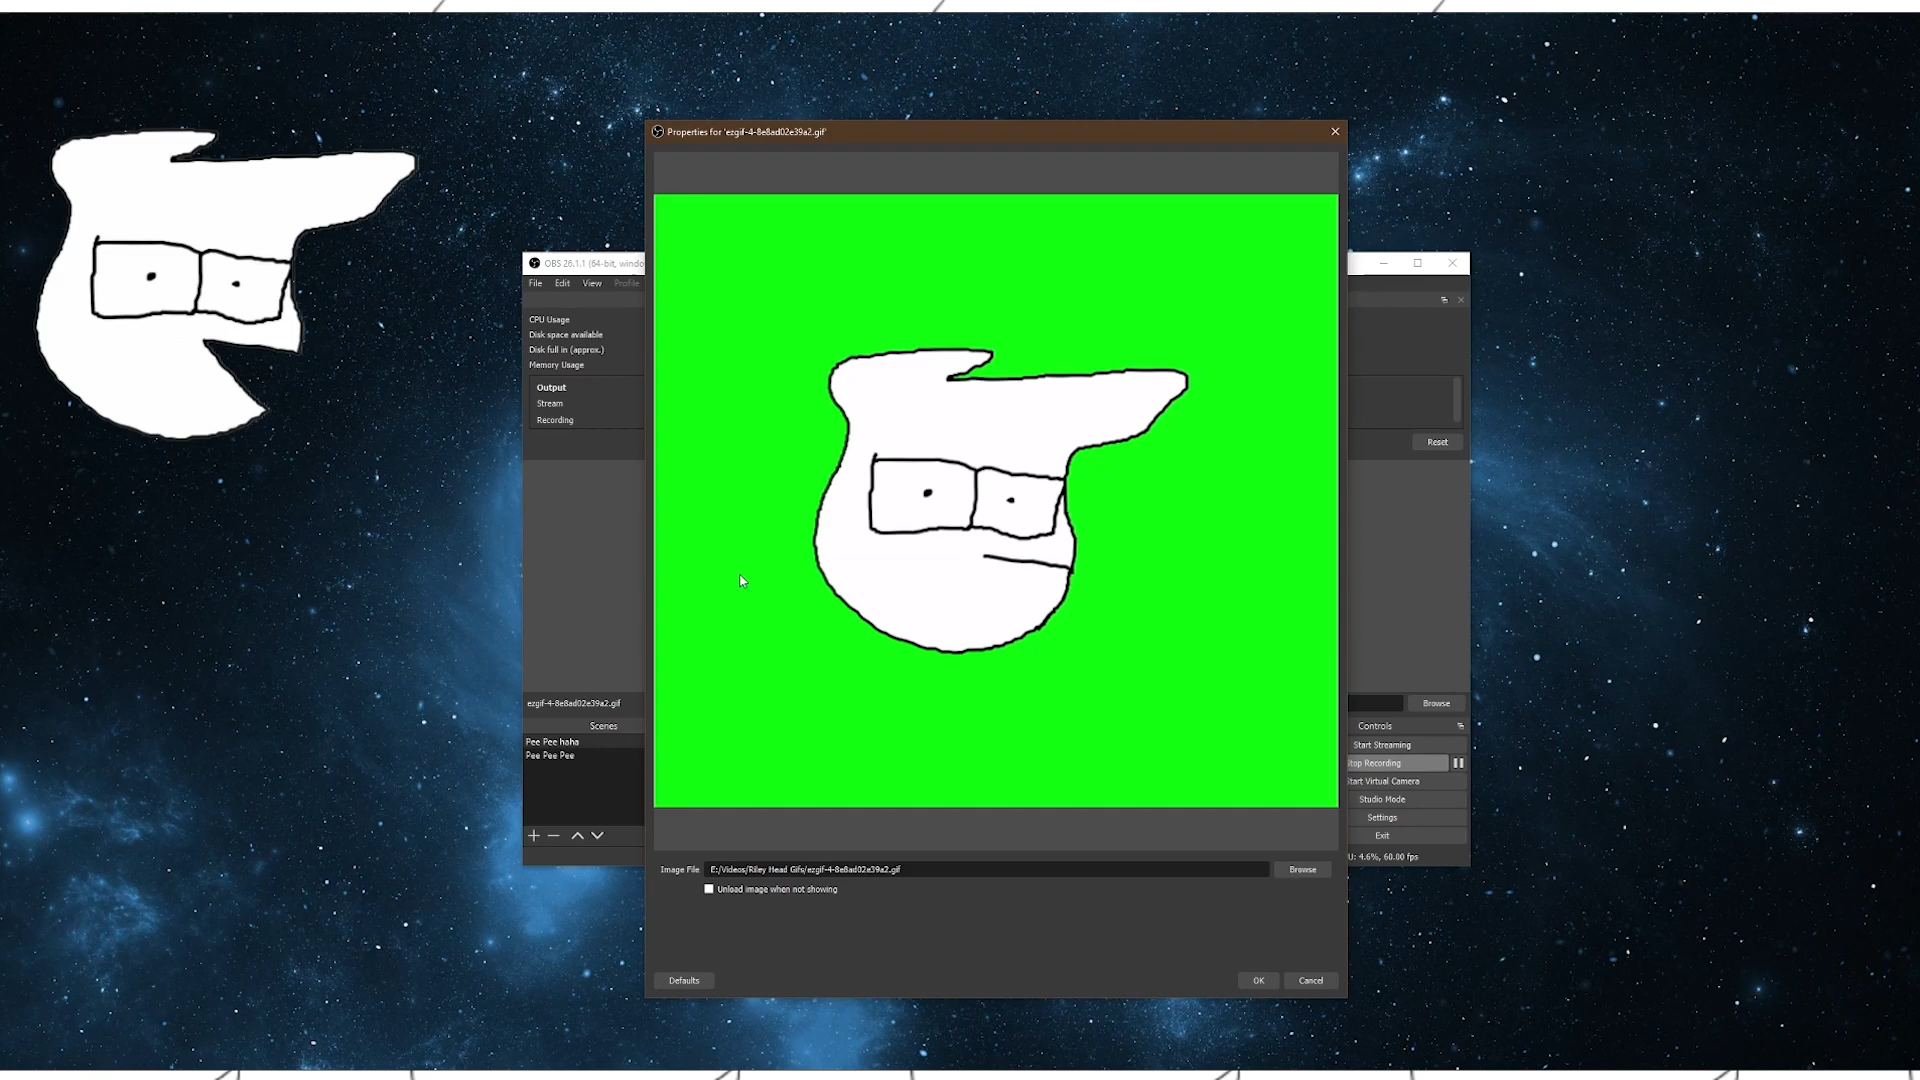 Properties for 'ezgif-4-8e8ad02e39a2.gif'
OBS 26.1.1 (64-bit, windo
File Edit View Profile
CPU Usage
Disk space available
Disk full in (approx.)
Memory Usage
Output
Stream
Recording
Reset
ezgif-4-8e8ad02e39a2.gif
Browse
Scenes
Controls
Pee Pee haha
Pee Pee Pee
Start Streaming
Stop Recording
Start Virtual Camera
Studio Mode
Settings
Exit
U: 4.6%, 60.00 fps
Image File E:/Videos/Riley Head Gifs/ezgif-4-8e8ad02e39a2.gif Browse
Unload image when not showing
Defaults OK Cancel